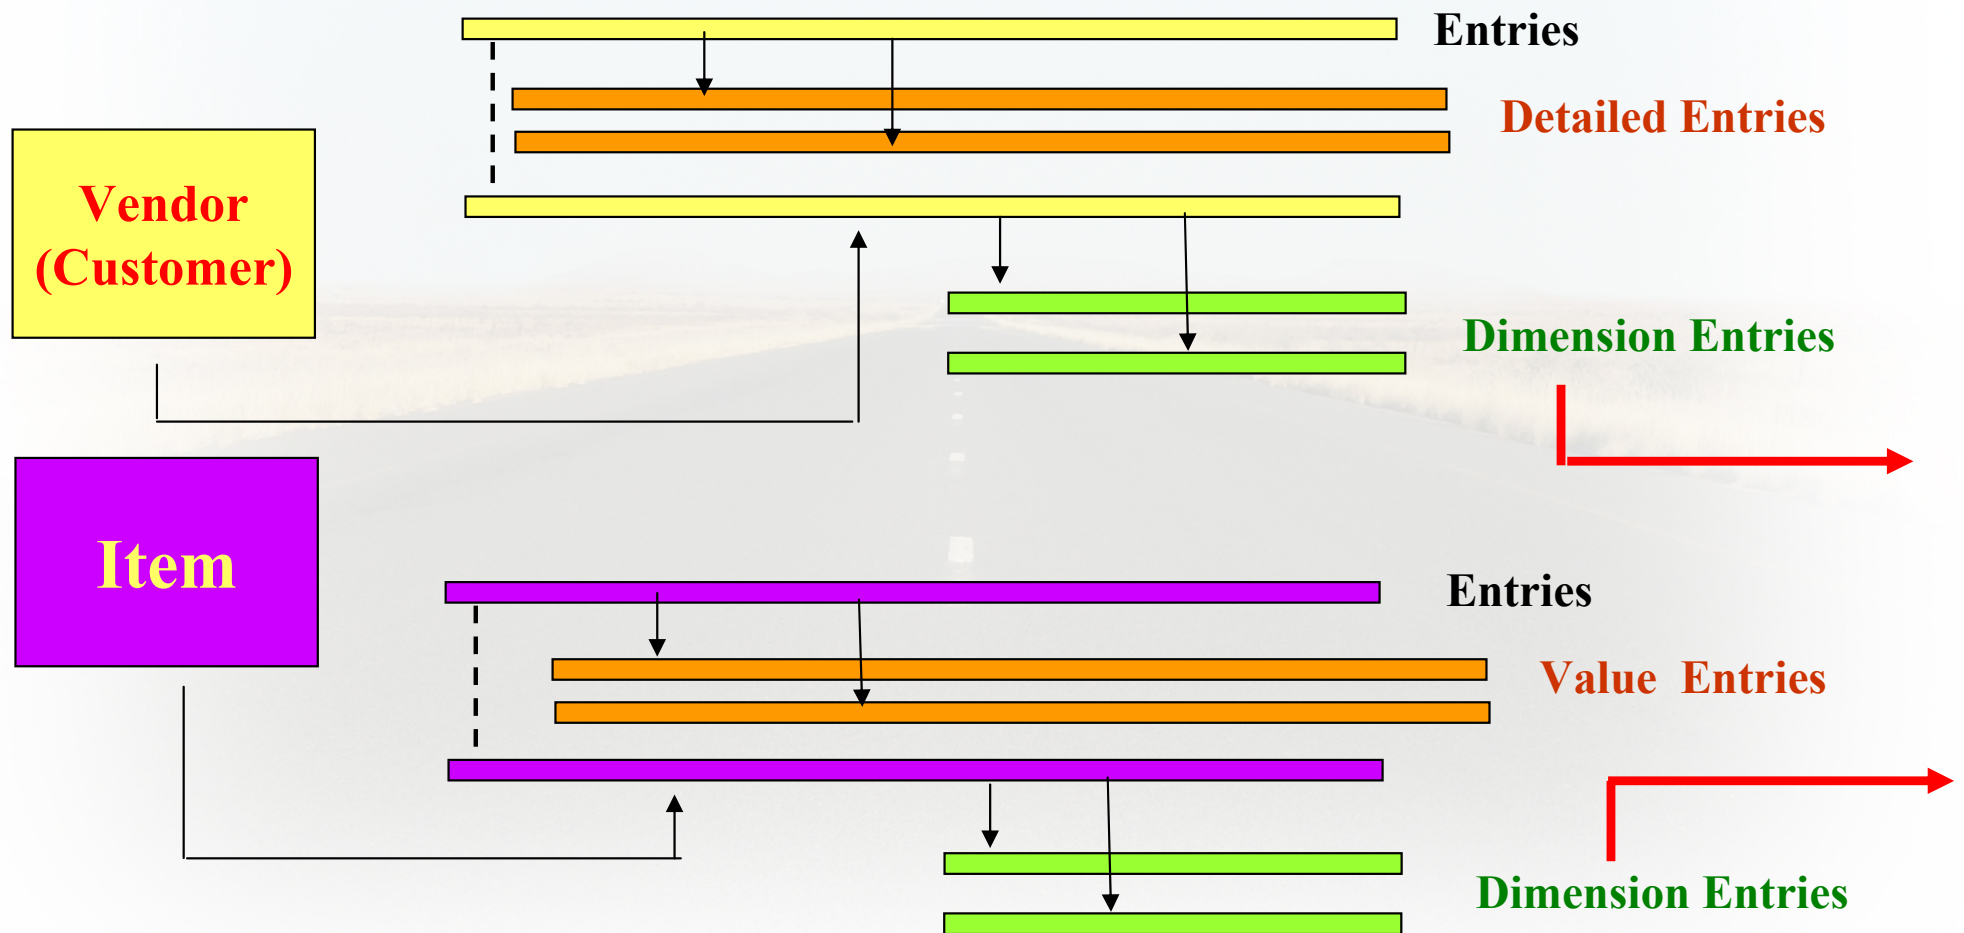 Entries
Detailed Entries
Vendor
(Customer)
Dimension Entries
Item
Entries
Value  Entries
Dimension Entries